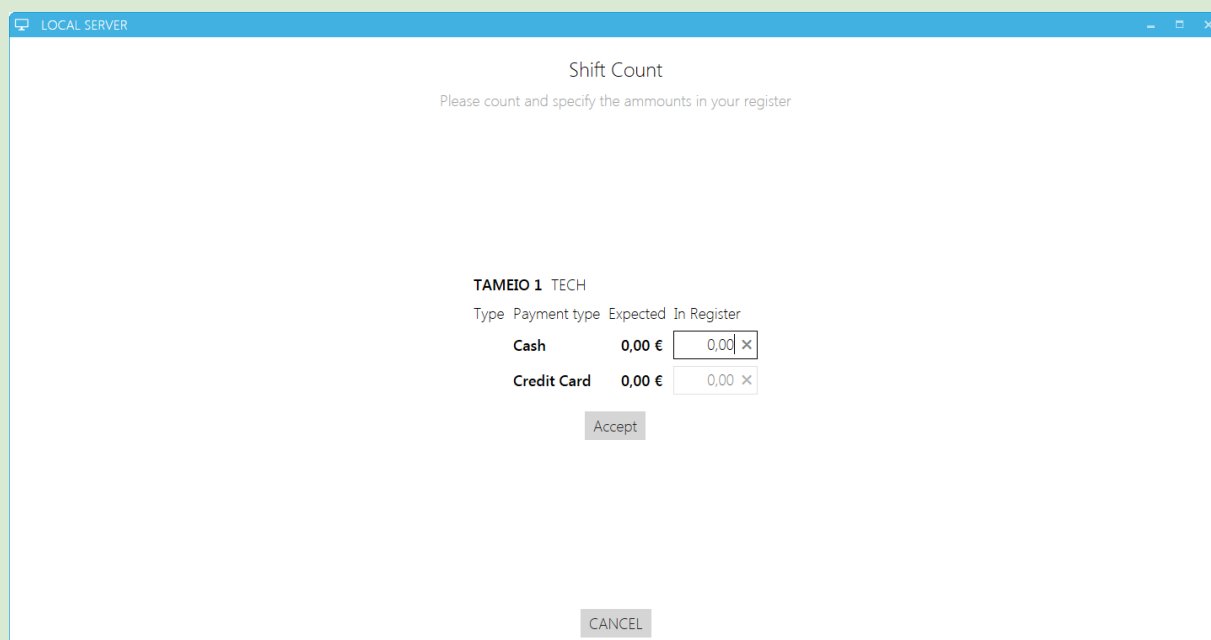 LOCAL SERVER
Shift Count
Please count and specify the ammounts in your register
TAMEIO 1 TECH
Type Payment type Expected In Register
Cash 0,00 € 0,00
Credit Card 0,00 € 0,00
Accept
CANCEL